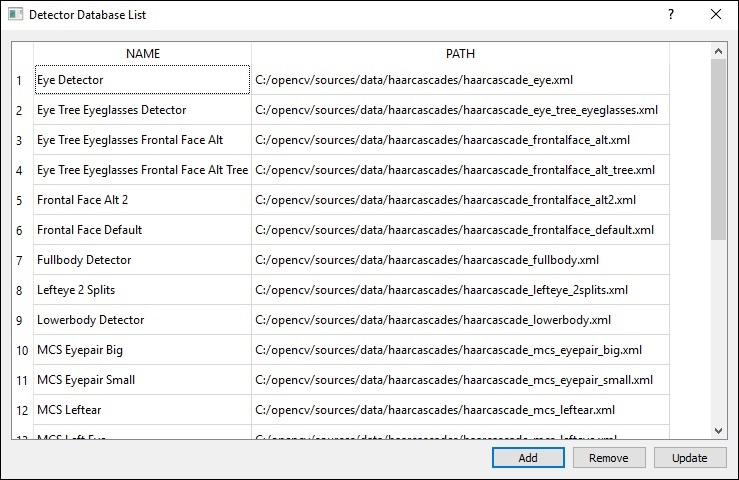 Detector Database List
NAME PATH
1 Eye Detector C:/opencv/sources/data/haarcascades/haarcascade_eye.xml
2 Eye Tree Eyeglasses Detector C:/opencv/sources/data/haarcascades/haarcascade_eye_tree_eyeglasses.xml
3 Eye Tree Eyeglasses Frontal Face Alt C:/opencv/sources/data/haarcascades/haarcascade_frontalface_alt.xml
4 Eye Tree Eyeglasses Frontal Face Alt Tree C:/opencv/sources/data/haarcascades/haarcascade_frontalface_alt_tree.xml
5 Frontal Face Alt 2 C:/opencv/sources/data/haarcascades/haarcascade_frontalface_alt2.xml
6 Frontal Face Default C:/opencv/sources/data/haarcascades/haarcascade_frontalface_default.xml
7 Fullbody Detector C:/opencv/sources/data/haarcascades/haarcascade_fullbody.xml
8 Lefteye 2 Splits C:/opencv/sources/data/haarcascades/haarcascade_lefteye_2splits.xml
9 Lowerbody Detector C:/opencv/sources/data/haarcascades/haarcascade_lowerbody.xml
10 MCS Eyepair Big C:/opencv/sources/data/haarcascades/haarcascade_mcs_eyepair_big.xml
11 MCS Eyepair Small C:/opencv/sources/data/haarcascades/haarcascade_mcs_eyepair_small.xml
12 MCS Leftear C:/opencv/sources/data/haarcascades/haarcascade_mcs_leftear.xml
13 MCS Left Eye C:/opencv/sources/data/haarcascades/haarcascade_mcs_lefteye.xml
Add Remove Update